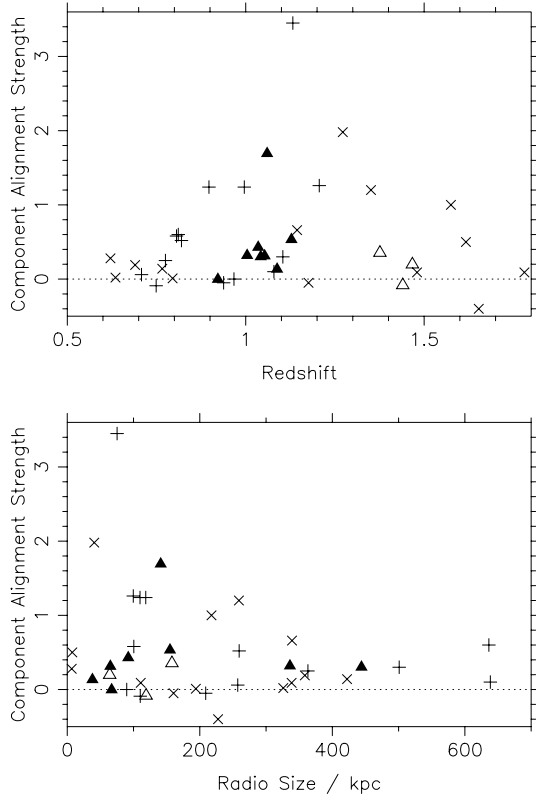 Component Alignment Strength
3
2
1
0
0.5 1 1.5
Redshift
Component Alignment Strength
3
2
1
0
0 200 400 600
Radio Size / kpc